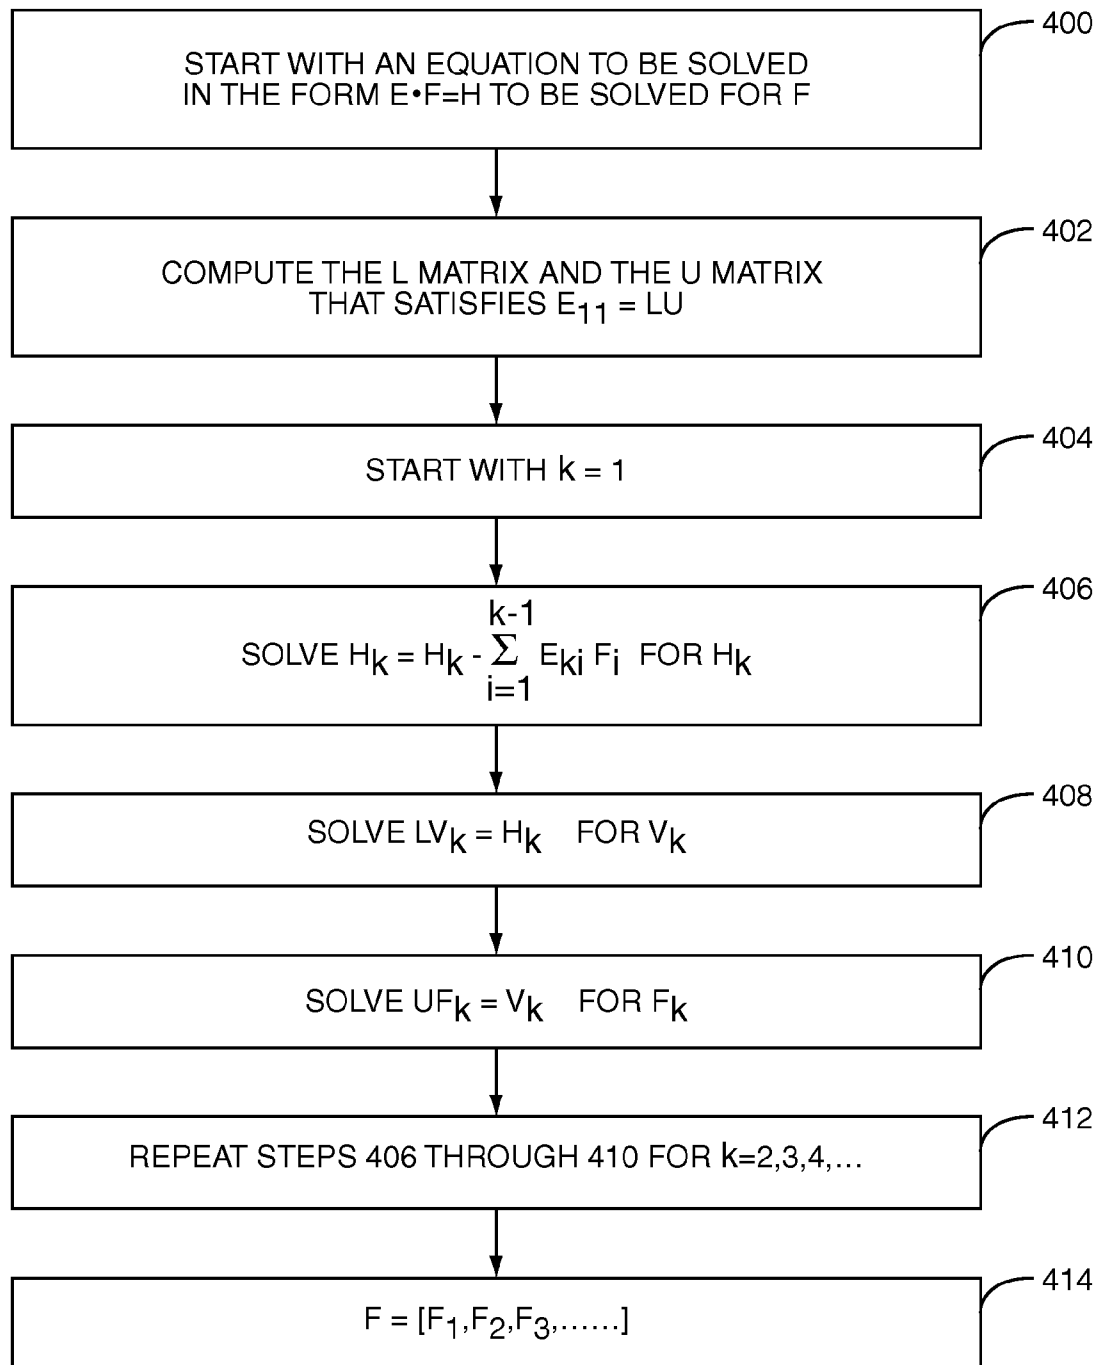 400
START WITH AN EQUATION TO BE SOLVED
IN THE FORM E•F=H TO BE SOLVED FOR F
402
COMPUTE THE L MATRIX AND THE U MATRIX
THAT SATISFIES E11 = LU
404
START WITH k = 1
406
k-1
SOLVE Hk = Hk - Σ Eki Fi FOR Hk
i=1
408
SOLVE LVk = Hk FOR Vk
410
SOLVE UFk = Vk FOR Fk
412
REPEAT STEPS 406 THROUGH 410 FOR k=2,3,4,...
414
F = [F1,F2,F3,......]